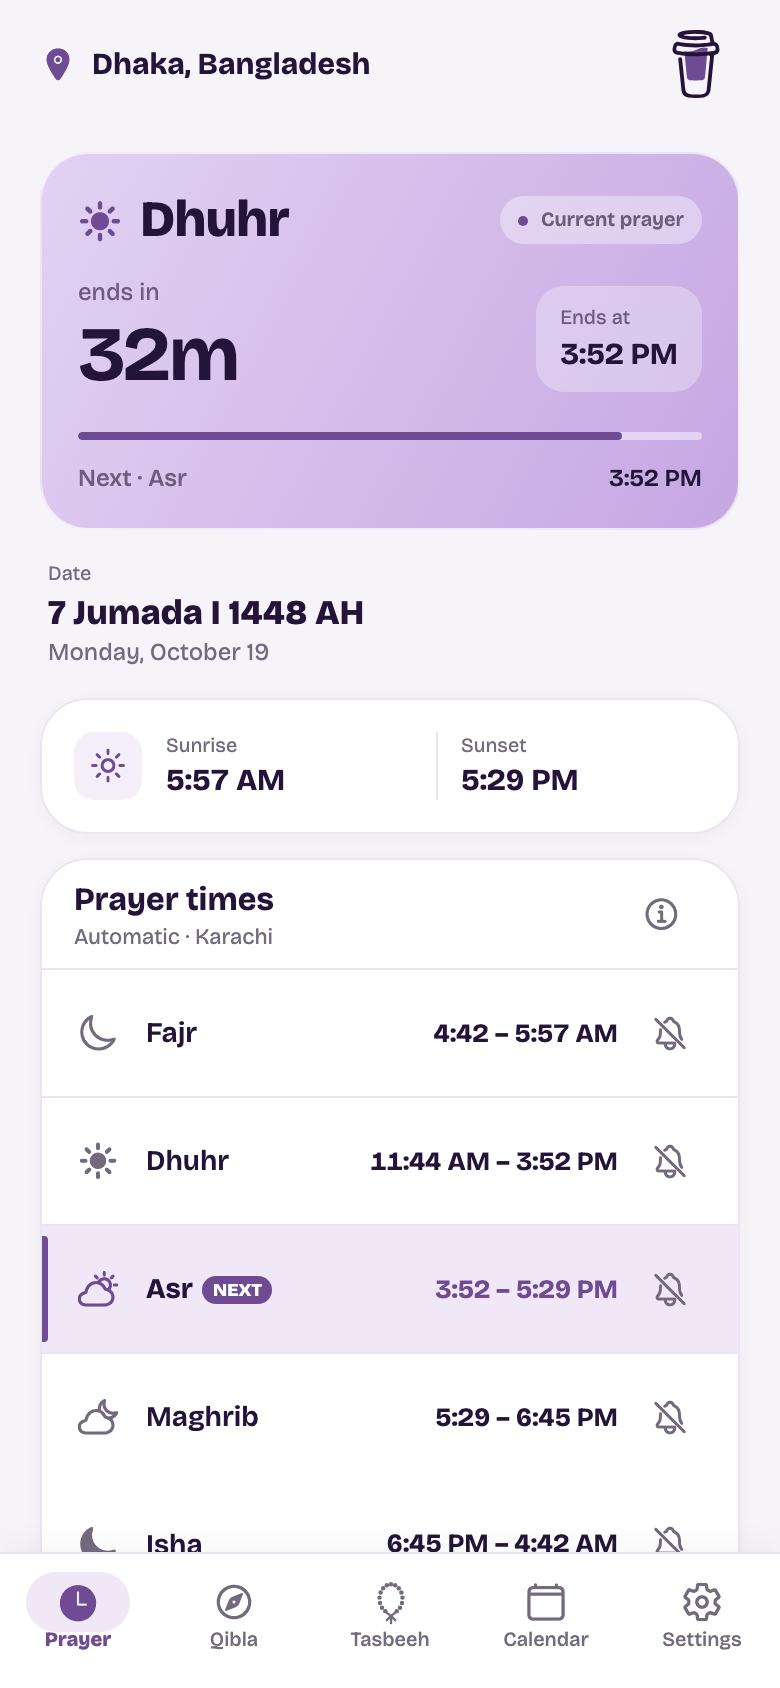 Dhaka, Bangladesh
Dhuhr
Current prayer
ends in
32m
Ends at
3:52 PM
Next · Asr
3:52 PM
Date
7 Jumada I 1448 AH
Monday, October 19
Sunrise
5:57 AM
Sunset
5:29 PM
Prayer times
Automatic · Karachi
Fajr
4:42 – 5:57 AM
Dhuhr
11:44 AM – 3:52 PM
Asr NEXT
3:52 – 5:29 PM
Maghrib
5:29 – 6:45 PM
Isha
6:45 PM – 4:42 AM
Prayer
Qibla
Tasbeeh
Calendar
Settings